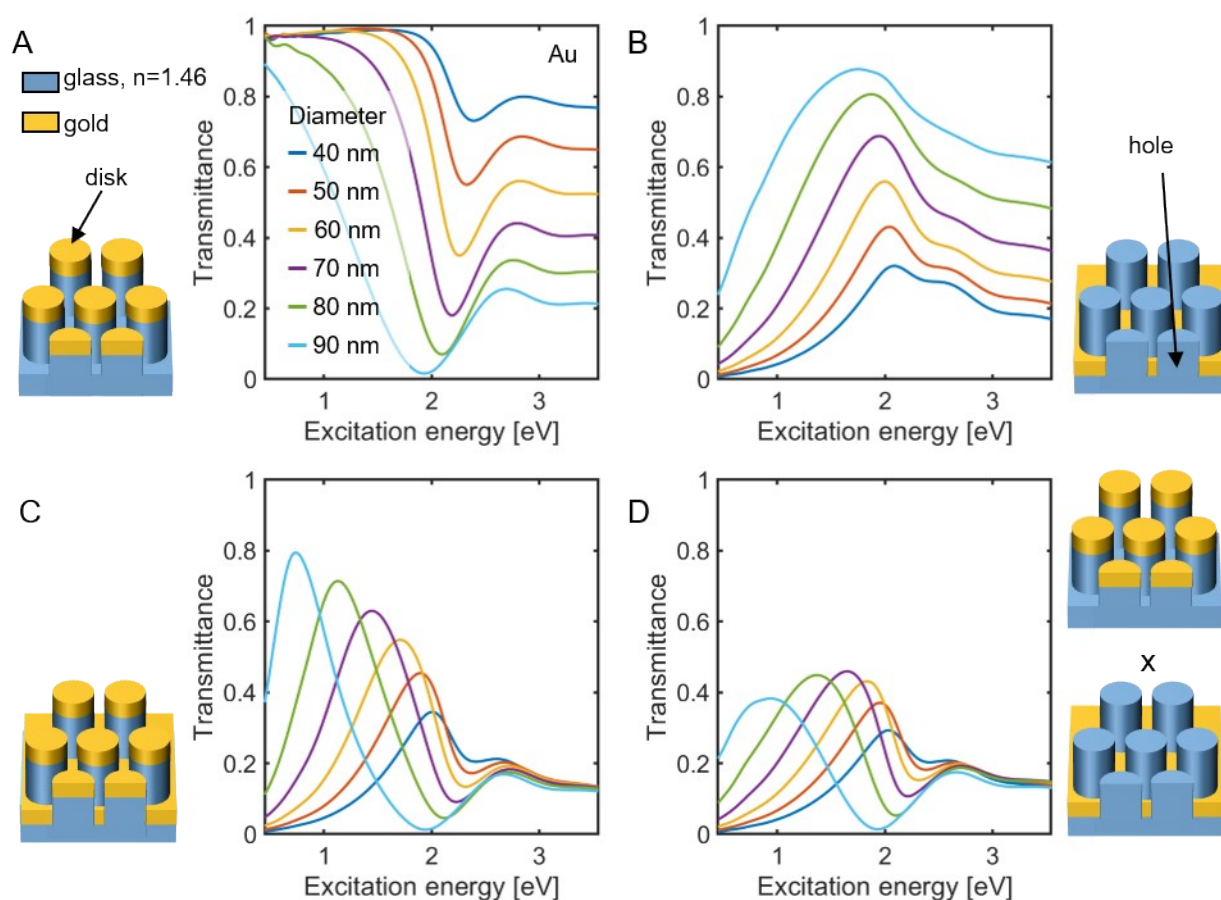 A
glass, n=1.46
gold
disk
Au
Diameter
40 nm
50 nm
60 nm
70 nm
80 nm
90 nm
1
0.8
0.6
0.4
0.2
0
1
2
3
Transmittance
Excitation energy [eV]
B
hole
1
0.8
0.6
0.4
0.2
0
1
2
3
Transmittance
Excitation energy [eV]
C
1
0.8
0.6
0.4
0.2
0
1
2
3
Transmittance
Excitation energy [eV]
D
x
1
0.8
0.6
0.4
0.2
0
1
2
3
Transmittance
Excitation energy [eV]